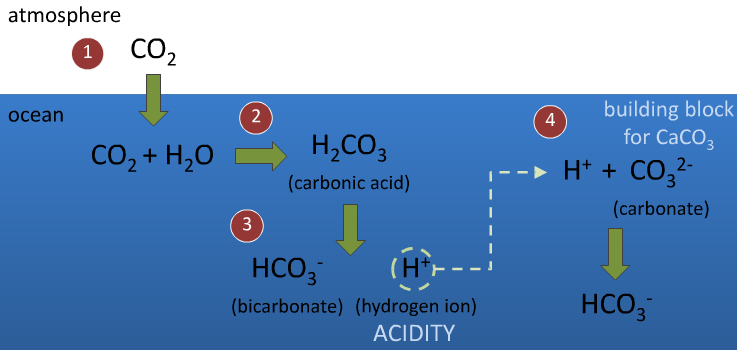 atmosphere
1
CO₂
ocean
CO₂ + H₂O
2
H₂CO₃
(carbonic acid)
3
HCO₃⁻
(bicarbonate)
H⁺
(hydrogen ion)
ACIDITY
4
building block
for CaCO₃
H⁺ + CO₃²⁻
(carbonate)
HCO₃⁻